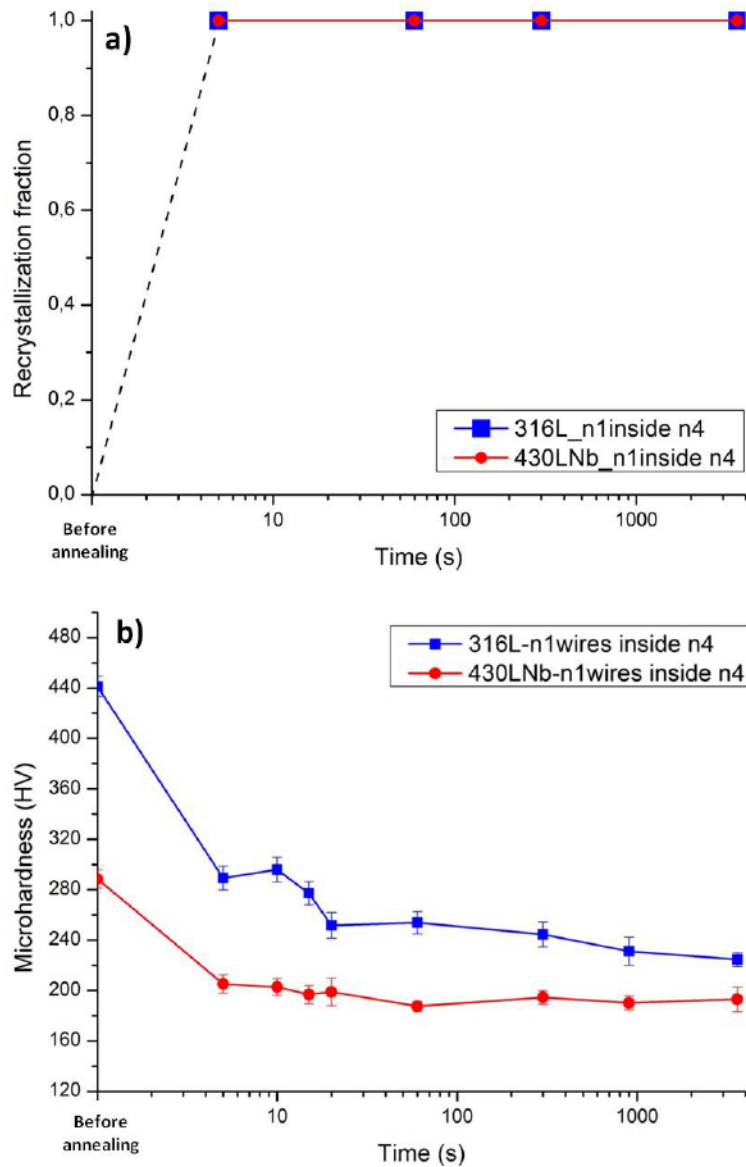 a)
Recrystallization fraction
1,0
0,8
0,6
0,4
0,2
0,0
316L_n1inside n4
430LNb_n1inside n4
Before
annealing
10
100
1000
Time (s)
b)
Microhardness (HV)
480
440
400
360
320
280
240
200
160
120
316L-n1wires inside n4
430LNb-n1wires inside n4
Before
annealing
10
100
1000
Time (s)